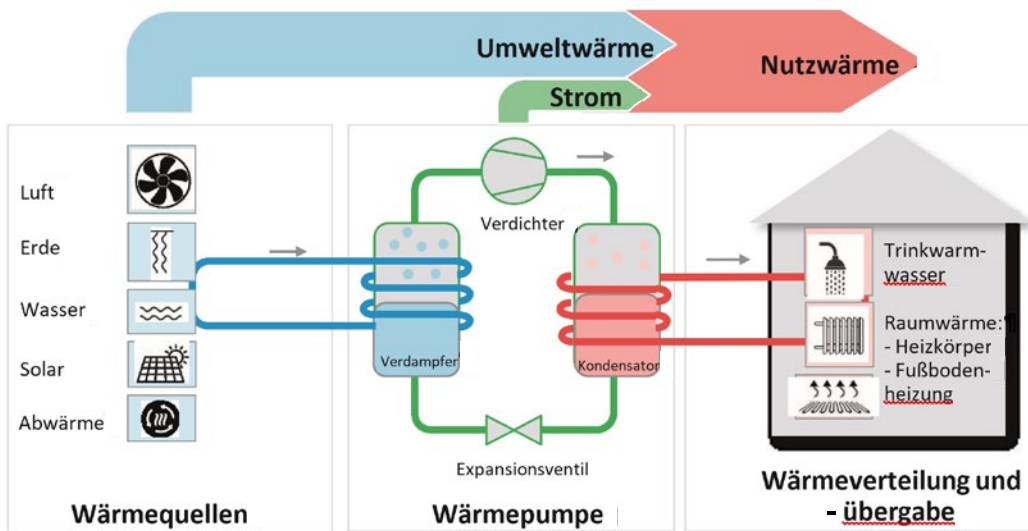 Umweltwärme
Nutzwärme
Strom
Luft
Erde
Wasser
Solar
Abwärme
Wärmequellen
Verdichter
Verdampfer
Kondensator
Expansionsventil
Wärmepumpe
Trinkwarm-
wasser
Raumwärme:¶
- Heizkörper
- Fußboden-
heizung
Wärmeverteilung und
- übergabe